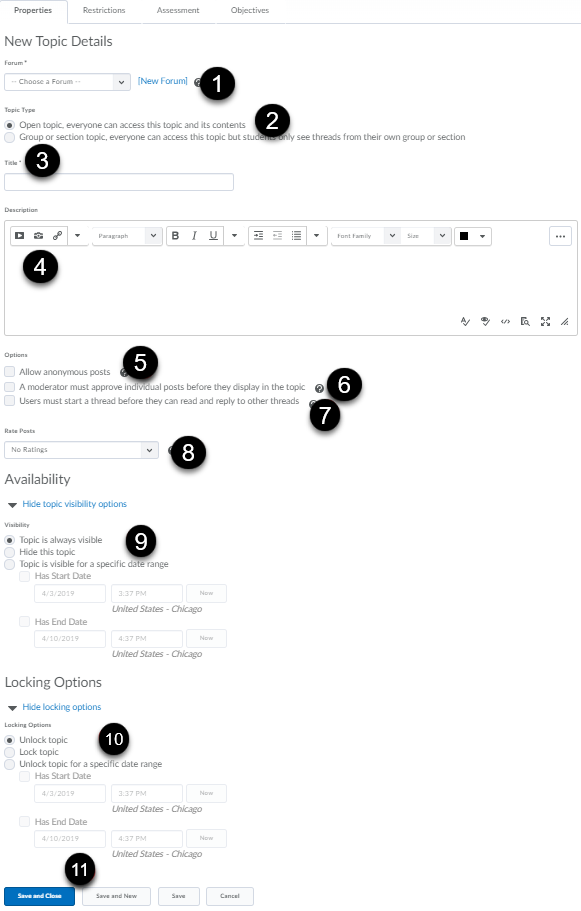 Properties Restrictions Assessment Objectives
New Topic Details
Forum *
-- Choose a Forum -- [New Forum] 1
Topic Type
Open topic, everyone can access this topic and its contents 2
Group or section topic, everyone can access this topic but students only see threads from their own group or section
Title * 3
Description
Paragraph B I U Font Family Size ...
4
Options
Allow anonymous posts 5
A moderator must approve individual posts before they display in the topic 6
Users must start a thread before they can read and reply to other threads 7
Rate Posts
No Ratings 8
Availability
Hide topic visibility options
Visibility
Topic is always visible 9
Hide this topic
Topic is visible for a specific date range
Has Start Date
4/3/2019 3:37 PM Now
United States - Chicago
Has End Date
4/10/2019 4:37 PM Now
United States - Chicago
Locking Options
Hide locking options
Locking Options
Unlock topic 10
Lock topic
Unlock topic for a specific date range
Has Start Date
4/3/2019 3:37 PM Now
United States - Chicago
Has End Date
4/10/2019 4:37 PM Now
United States - Chicago
11
Save and Close Save and New Save Cancel